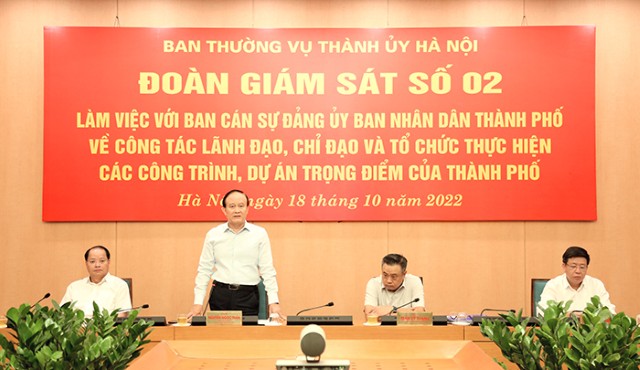 BAN THƯỜNG VỤ THÀNH ỦY HÀ NỘI
ĐOÀN GIÁM SÁT SỐ 02
LÀM VIỆC VỚI BAN CÁN SỰ ĐẢNG ỦY BAN NHÂN DÂN THÀNH PHỐ
VỀ CÔNG TÁC LÃNH ĐẠO, CHỈ ĐẠO VÀ TỔ CHỨC THỰC HIỆN
CÁC CÔNG TRÌNH, DỰ ÁN TRỌNG ĐIỂM CỦA THÀNH PHỐ
Hà Nội, ngày 18 tháng 10 năm 2022